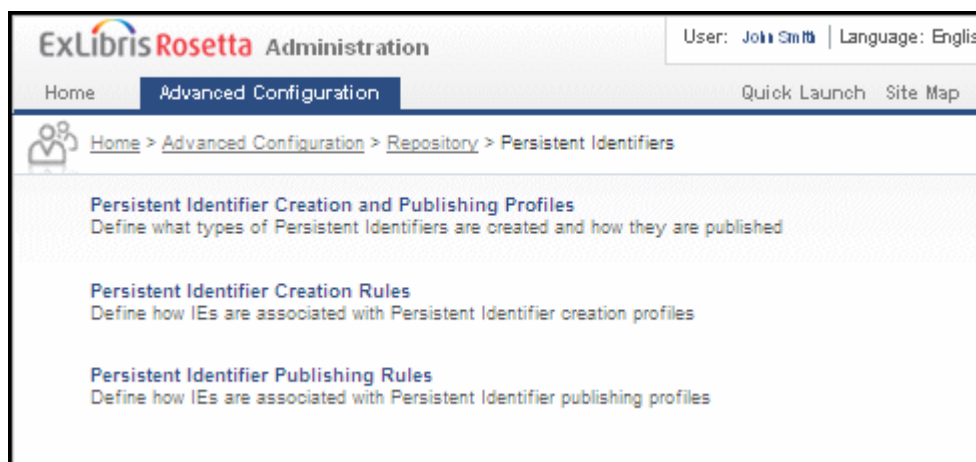 ExLibris Rosetta Administration
User: John Smith | Language: Englis
Home Advanced Configuration Quick Launch Site Map
Home > Advanced Configuration > Repository > Persistent Identifiers
Persistent Identifier Creation and Publishing Profiles
Define what types of Persistent Identifiers are created and how they are published
Persistent Identifier Creation Rules
Define how IEs are associated with Persistent Identifier creation profiles
Persistent Identifier Publishing Rules
Define how IEs are associated with Persistent Identifier publishing profiles